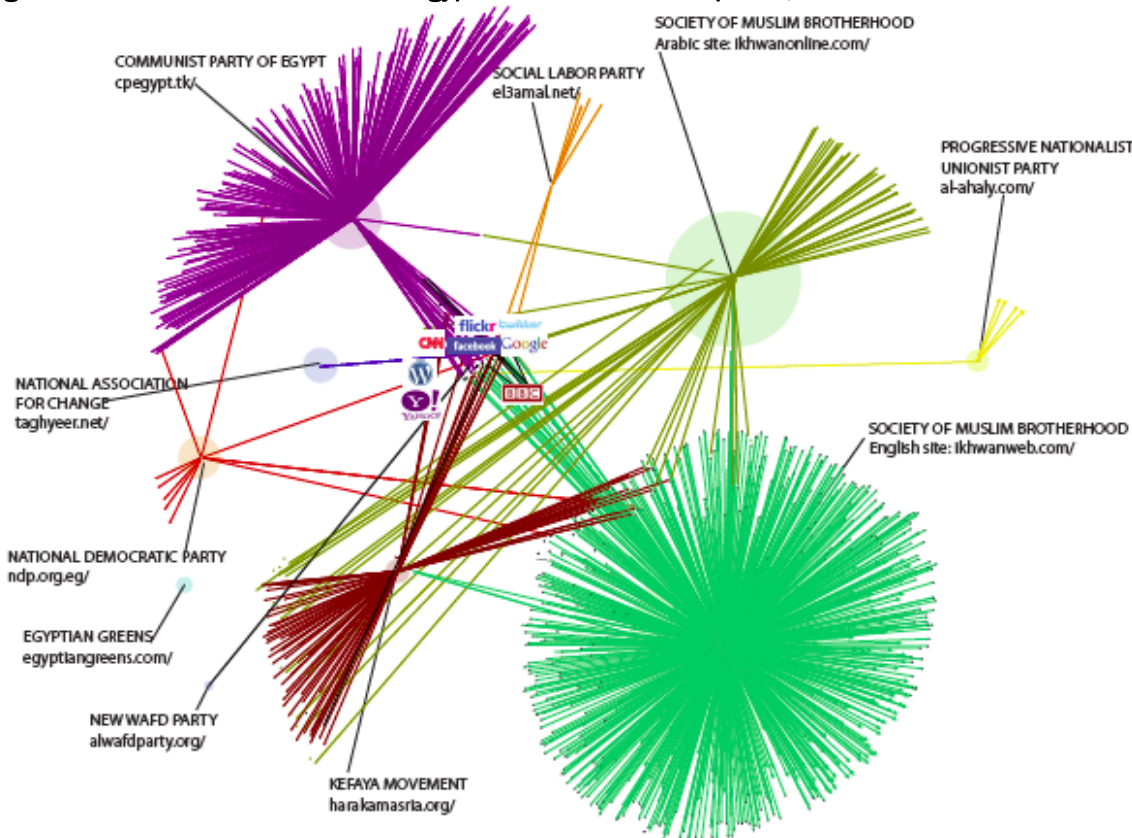 SOCIETY OF MUSLIM BROTHERHOOD
Arabic site: ikhwanonline.com/
COMMUNIST PARTY OF EGYPT
cpegypt.tk/
SOCIAL LABOR PARTY
el3amal.net/
PROGRESSIVE NATIONALIST
UNIONIST PARTY
al-ahaly.com/
flickr twitter
CNN facebook Google
W
Y!
YAHOO!
BBC
NATIONAL ASSOCIATION
FOR CHANGE
taghyeer.net/
SOCIETY OF MUSLIM BROTHERHOOD
English site: ikhwanweb.com/
NATIONAL DEMOCRATIC PARTY
ndp.org.eg/
EGYPTIAN GREENS
egyptiangreens.com/
NEW WAFD PARTY
alwafdparty.org/
KEFAYA MOVEMENT
harakamasria.org/